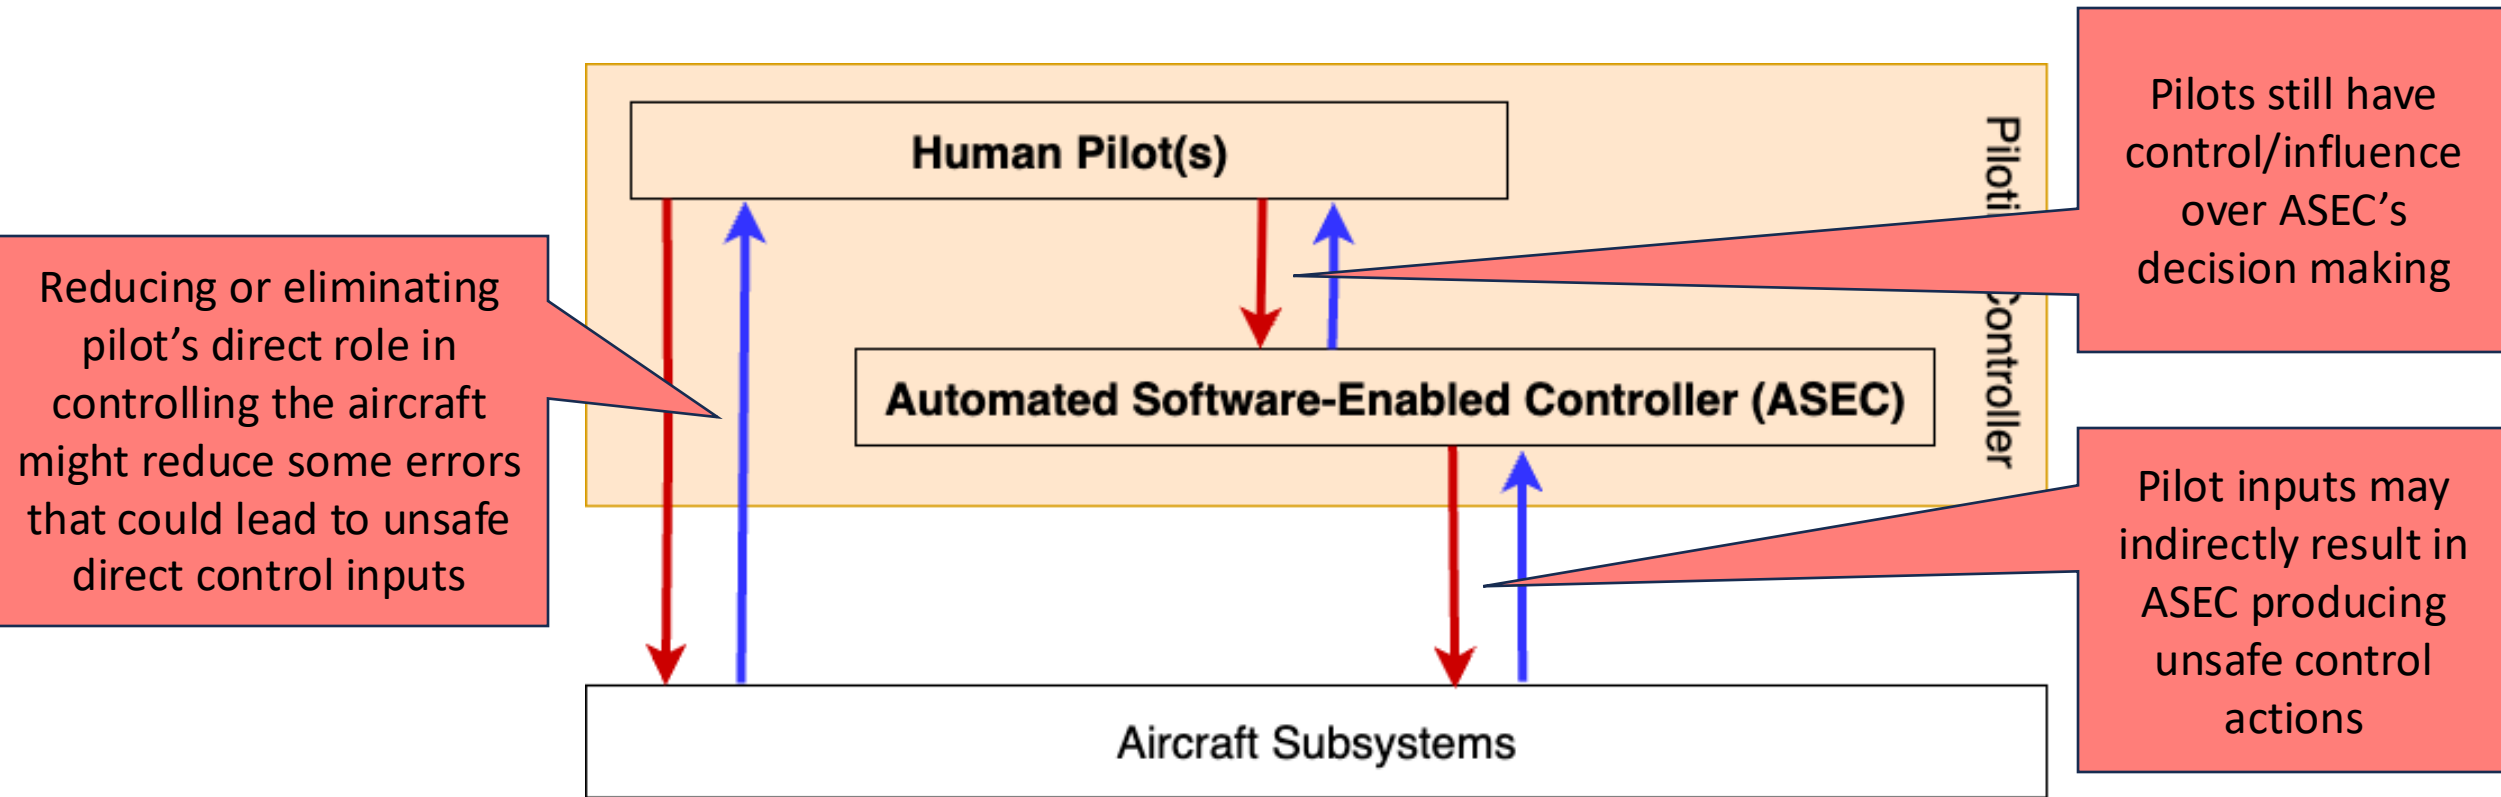 Pilots still have
control/influence
over ASEC’s
decision making
Human Pilot(s)
Reducing or eliminating
pilot’s direct role in
controlling the aircraft
might reduce some errors
that could lead to unsafe
direct control inputs
Automated Software-Enabled Controller (ASEC)
Controller
Pilot inputs may
indirectly result in
ASEC producing
unsafe control
actions
Aircraft Subsystems